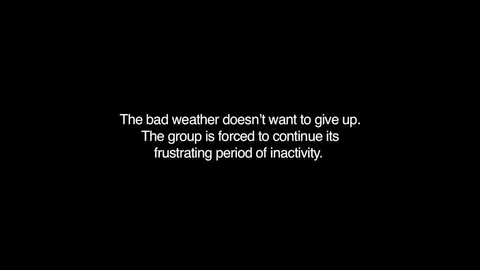 The bad weather doesn't want to give up.
The group is forced to continue its
frustrating period of inactivity.